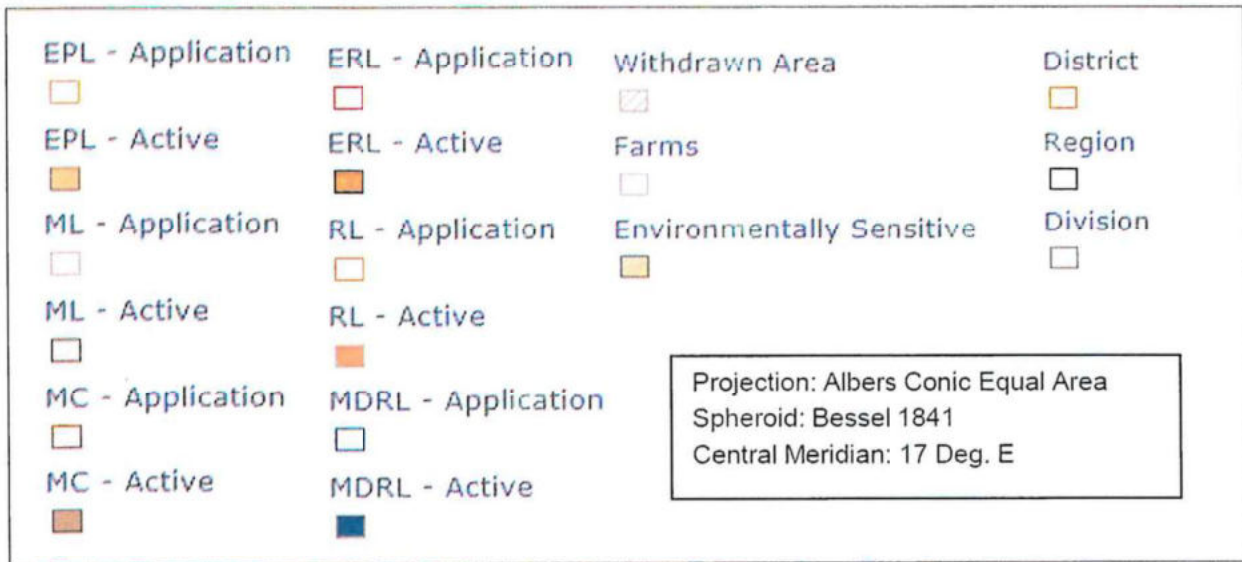 EPL - Application
EPL - Active
ML - Application
ML - Active
MC - Application
MC - Active
ERL - Application
ERL - Active
RL - Application
RL - Active
MDRL - Application
MDRL - Active
Withdrawn Area
Farms
Environmentally Sensitive
District
Region
Division
Projection: Albers Conic Equal Area
Spheroid: Bessel 1841
Central Meridian: 17 Deg. E